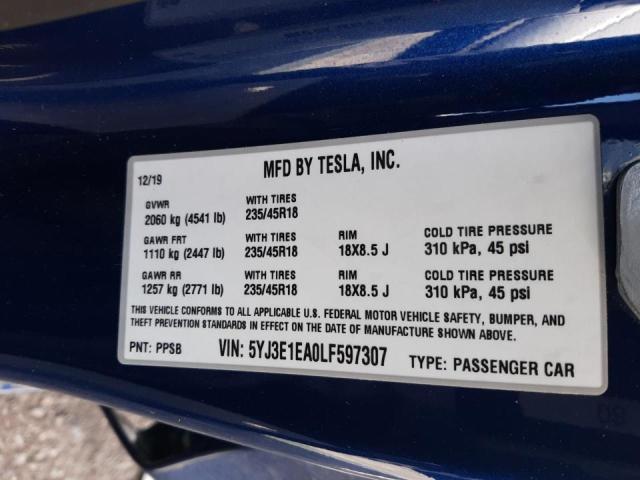 MFD BY TESLA, INC.
12/19
GVWR WITH TIRES
2060 kg (4541 lb) 235/45R18
GAWR FRT WITH TIRES RIM COLD TIRE PRESSURE
1110 kg (2447 lb) 235/45R18 18X8.5 J 310 kPa, 45 psi
GAWR RR WITH TIRES RIM COLD TIRE PRESSURE
1257 kg (2771 lb) 235/45R18 18X8.5 J 310 kPa, 45 psi
THIS VEHICLE CONFORMS TO ALL APPLICABLE U.S. FEDERAL MOTOR VEHICLE SAFETY, BUMPER, AND
THEFT PREVENTION STANDARDS IN EFFECT ON THE DATE OF MANUFACTURE SHOWN ABOVE.
PNT: PPSB VIN: 5YJ3E1EA0LF597307 TYPE: PASSENGER CAR